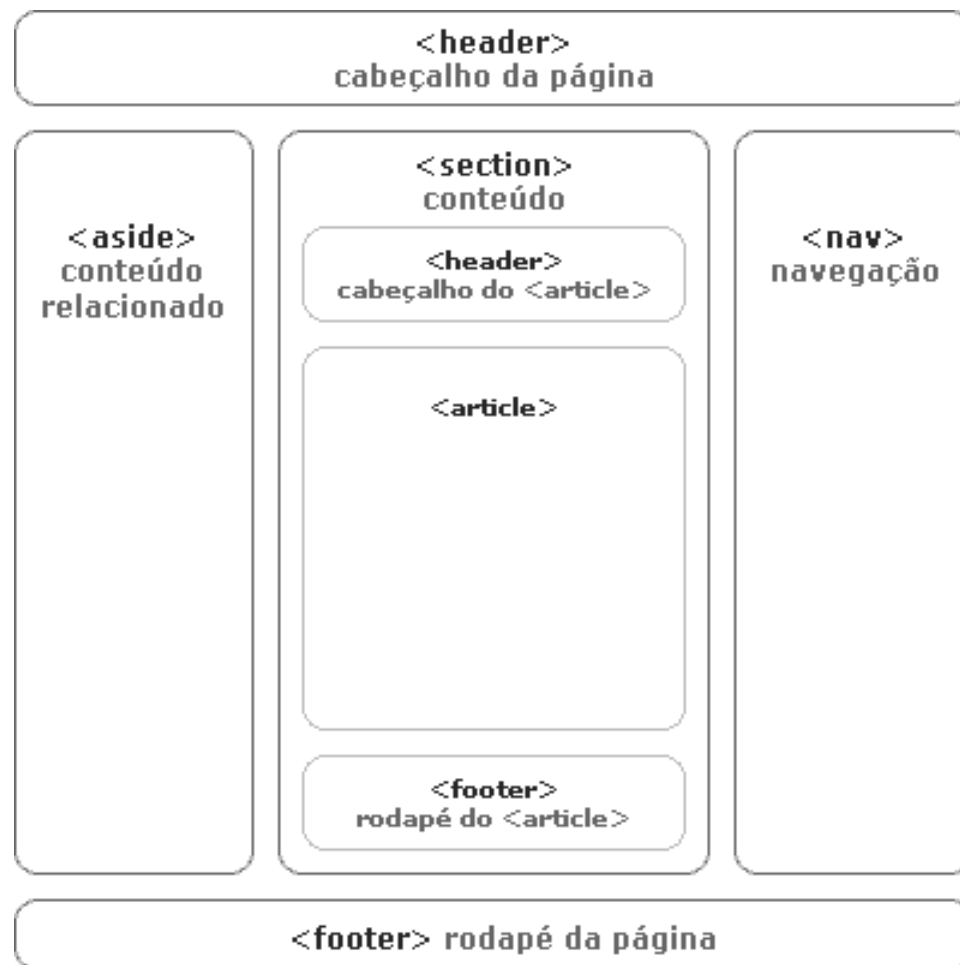 <header>
cabeçalho da página
<aside>
conteúdo
relacionado
<section>
conteúdo
<header>
cabeçalho do <article>
<article>
<footer>
rodapé do <article>
<nav>
navegação
<footer> rodapé da página